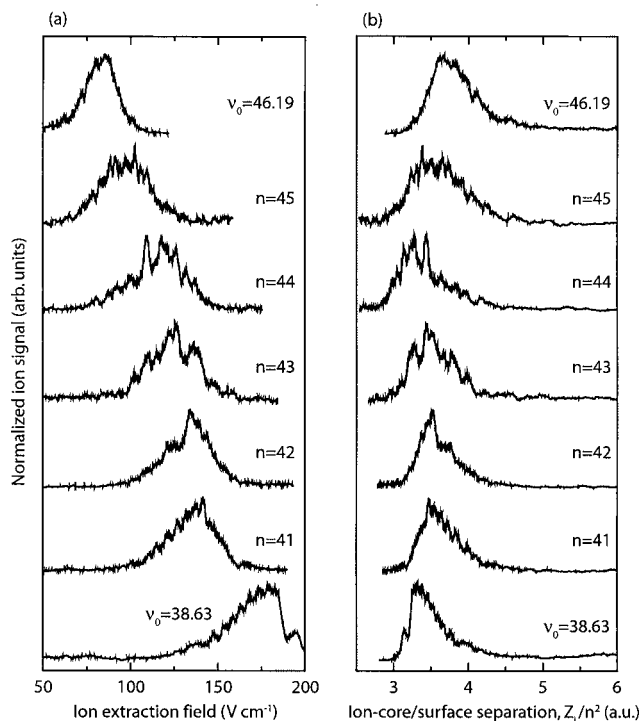 (a)
(b)
Normalized Ion signal (arb.units)
ν₀=46.19
n=45
n=44
n=43
n=42
n=41
ν₀=38.63
50 100 150 200
Ion extraction field (V cm⁻¹)
ν₀=46.19
n=45
n=44
n=43
n=42
n=41
ν₀=38.63
3 4 5 6
Ion-core/surface separation, Zᵢ/n² (a.u.)